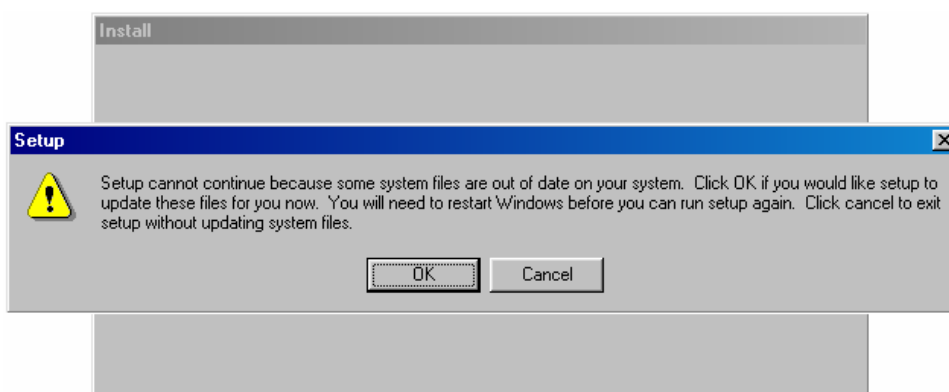 Install
Setup
Setup cannot continue because some system files are out of date on your system. Click OK if you would like setup to
update these files for you now. You will need to restart Windows before you can run setup again. Click cancel to exit
setup without updating system files.
OK
Cancel